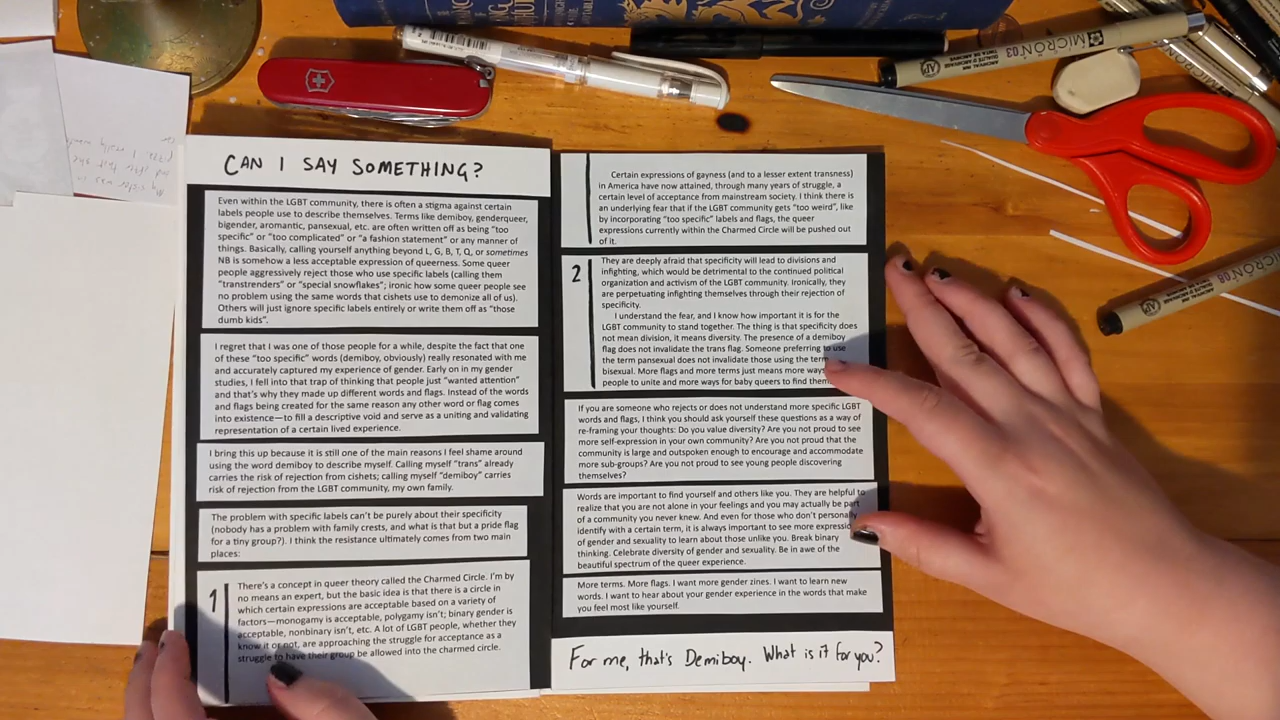 CAN I SAY SOMETHING?
Even within the LGBT community, there is often a stigma against certain
labels people use to describe themselves. Terms like demiboy, genderqueer,
bigender, aromantic, pansexual, etc. are often written off as being "too
specific" or "too complicated" or "a fashion statement" or any manner of
things. Basically, calling yourself anything beyond L, G, B, T, Q, or sometimes
NB is somehow a less acceptable expression of queerness. Some queer
people aggressively reject those who use specific labels (calling them
"transtrenders" or "special snowflakes"; ironic how some queer people see
no problem using the same words that cishets use to demonize all of us).
Others will just ignore specific labels entirely or write them off as "those
dumb kids".
I regret that I was one of those people for a while, despite the fact that one
of these "too specific" words (demiboy, obviously) really resonated with me
and accurately captured my experience of gender. Early on in my gender
studies, I fell into that trap of thinking that people just "wanted attention"
and that's why they made up different words and flags. Instead of the words
and flags being created for the same reason any other word or flag comes
into existence—to fill a descriptive void and serve as a uniting and validating
representation of a certain lived experience.
I bring this up because it is still one of the main reasons I feel shame around
using the word demiboy to describe myself. Calling myself "trans" already
carries the risk of rejection from cishets; calling myself "demiboy" carries
risk of rejection from the LGBT community, my own family.
The problem with specific labels can't be purely about their specificity
(nobody has a problem with family crests, and what is that but a pride flag
for a tiny group?). I think the resistance ultimately comes from two main
places:
1
There's a concept in queer theory called the Charmed Circle. I'm by
no means an expert, but the basic idea is that there is a circle in
which certain expressions are acceptable based on a variety of
factors—monogamy is acceptable, polygamy isn't; binary gender is
acceptable, nonbinary isn't, etc. A lot of LGBT people, whether they
know it or not, are approaching the struggle for acceptance as a
struggle to have their group be allowed into the charmed circle.
Certain expressions of gayness (and to a lesser extent transness)
in America have now attained, through many years of struggle, a
certain level of acceptance from mainstream society. I think there is
an underlying fear that if the LGBT community gets "too weird", like
by incorporating "too specific" labels and flags, the queer
expressions currently within the Charmed Circle will be pushed out
of it.
2
They are deeply afraid that specificity will lead to divisions and
infighting, which would be detrimental to the continued political
organization and activism of the LGBT community. Ironically, they
are perpetuating infighting themselves through their rejection of
specificity.
I understand the fear, and I know how important it is for the
LGBT community to stand together. The thing is that specificity does
not mean division, it means diversity. The presence of a demiboy
flag does not invalidate the trans flag. Someone preferring to use
the term pansexual does not invalidate those using the term
bisexual. More flags and more terms just means more ways
people to unite and more ways for baby queers to find them
If you are someone who rejects or does not understand more specific LGBT
words and flags, I think you should ask yourself these questions as a way of
re-framing your thoughts: Do you value diversity? Are you not proud to see
more self-expression in your own community? Are you not proud that the
community is large and outspoken enough to encourage and accommodate
more sub-groups? Are you not proud to see young people discovering
themselves?
Words are important to find yourself and others like you. They are helpful to
realize that you are not alone in your feelings and you may actually be part
of a community you never knew. And even for those who don't personally
identify with a certain term, it is always important to see more expressio
of gender and sexuality to learn about those unlike you. Break binary
thinking. Celebrate diversity of gender and sexuality. Be in awe of the
beautiful spectrum of the queer experience.
More terms. More flags. I want more gender zines. I want to learn new
words. I want to hear about your gender experience in the words that make
you feel most like yourself.
For me, that's Demiboy. What is it for you?
MICRON 03
MICRON 08